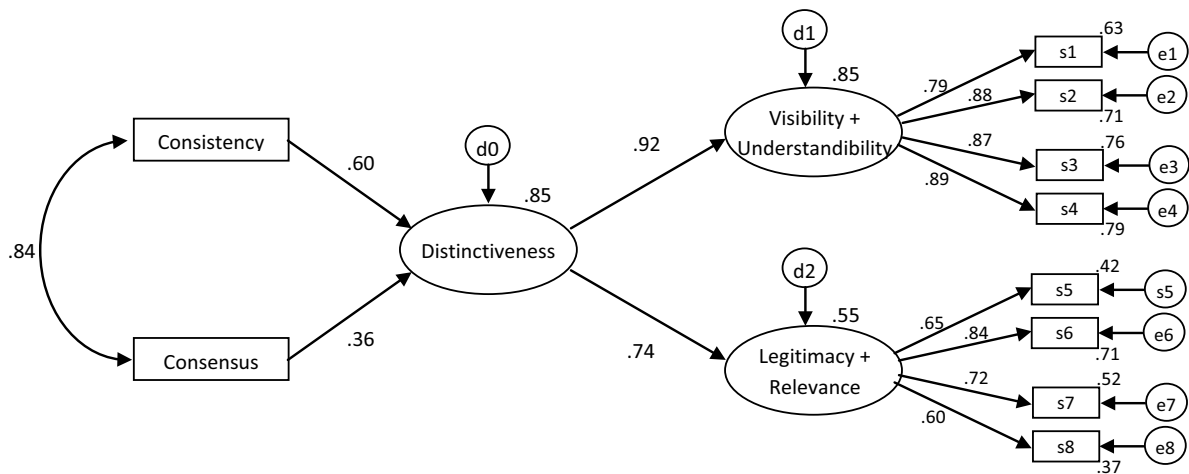 d1
.63
s1
e1
.85
.79
.88
s2
e2
.71
Visibility +
Understandibility
Consistency
d0
.92
.87
.76
s3
e3
.60
.89
s4
e4
.79
.85
Distinctiveness
.84
d2
.42
s5
s5
.55
.65
.84
s6
e6
.71
Consensus
.36
.74
Legitimacy +
Relevance
.72
.52
s7
e7
.60
s8
e8
.37